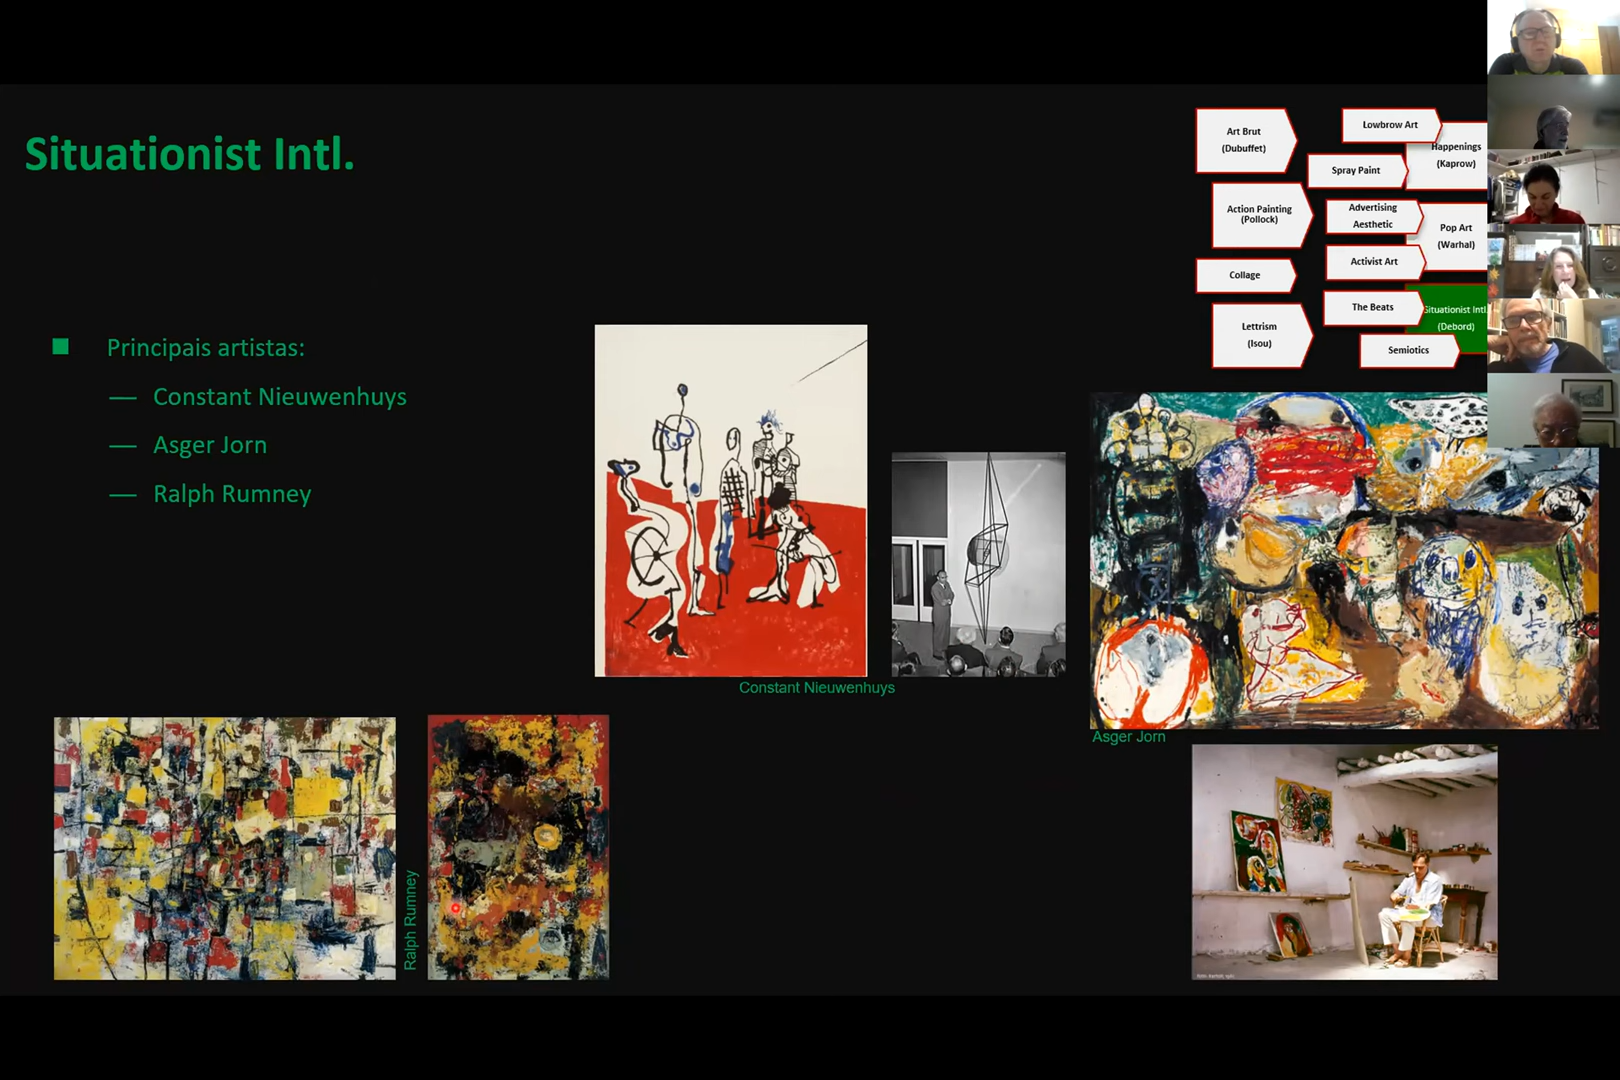 Situationist Intl.
Principais artistas:
— Constant Nieuwenhuys
— Asger Jorn
— Ralph Rumney
Art Brut
(Dubuffet)
Lowbrow Art
Happenings
(Kaprow)
Spray Paint
Action Painting
(Pollock)
Advertising
Aesthetic
Pop Art
(Warhal)
Activist Art
Collage
The Beats
Situationist Intl.
(Debord)
Lettrism
(Isou)
Semiotics
Constant Nieuwenhuys
Asger Jorn
Ralph Rumney